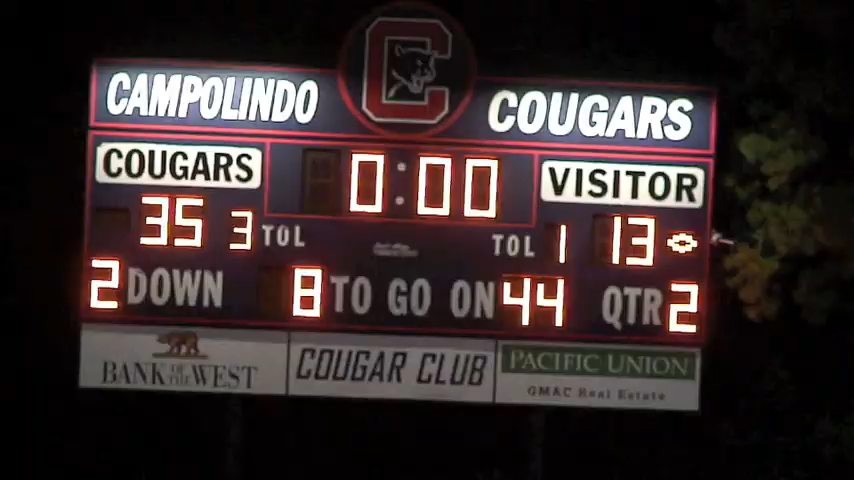 C
CAMPOLINDO COUGARS
COUGARS 0:00 VISITOR
35 3 TOL TOL 1 13
2 DOWN 8 TO GO ON 44 QTR 2
BANK OF THE WEST
COUGAR CLUB
PACIFIC UNION
GMAC Real Estate